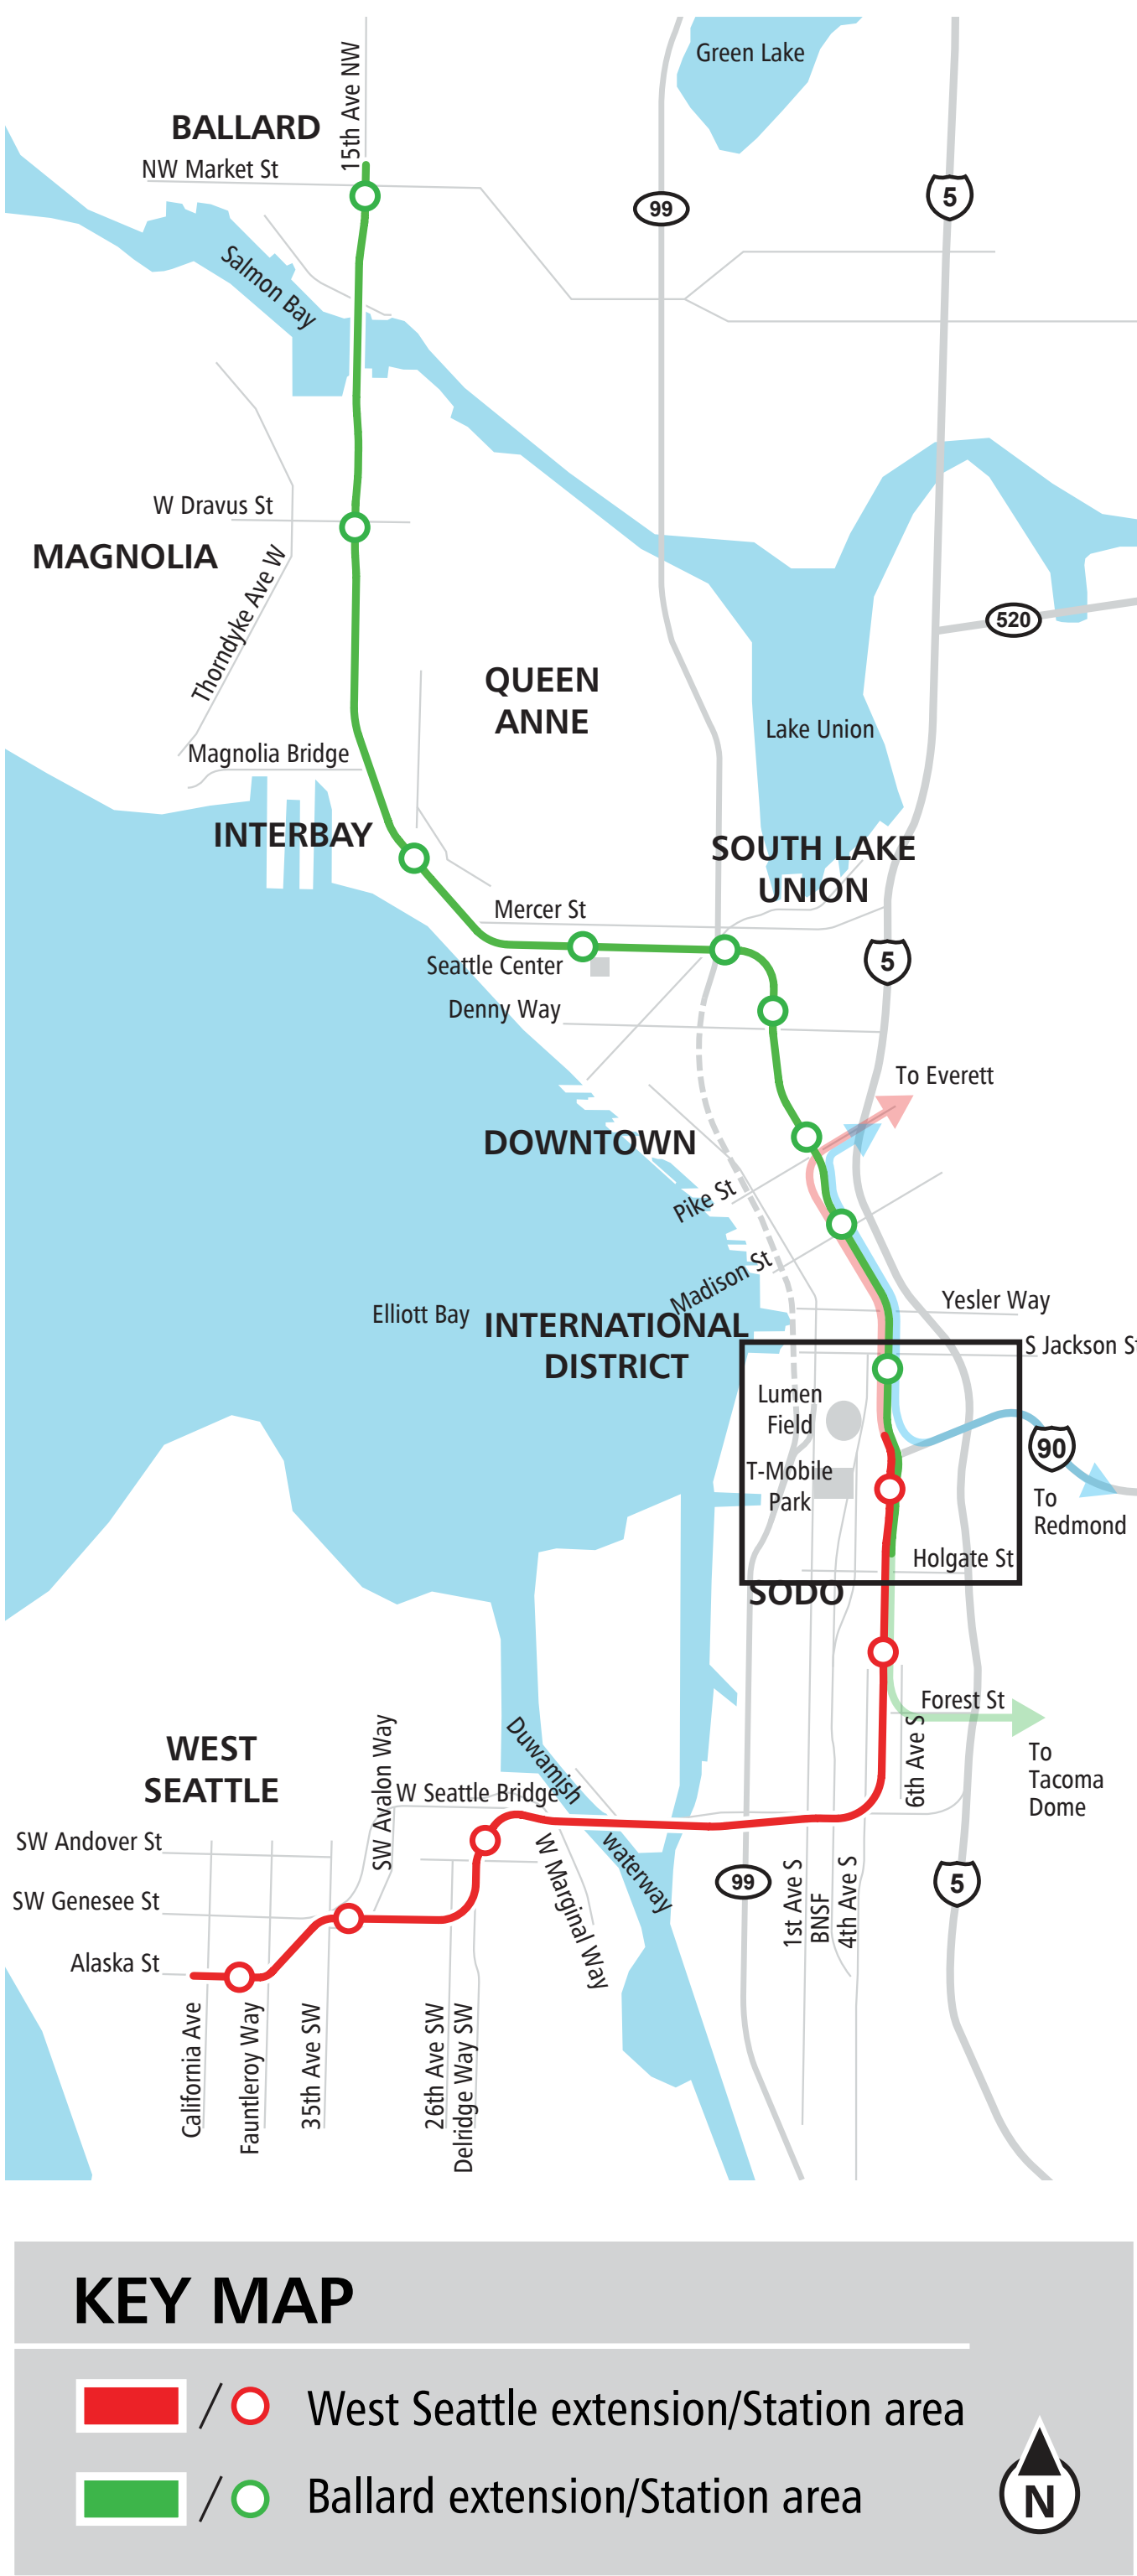 Green Lake
15th Ave NW
BALLARD
NW Market St
99
5
Salmon Bay
W Dravus St
MAGNOLIA
Thorndyke Ave W
520
QUEEN
ANNE
Lake Union
Magnolia Bridge
INTERBAY
SOUTH LAKE
UNION
Mercer St
Seattle Center
5
Denny Way
To Everett
DOWNTOWN
Pike St
Madison St
Yesler Way
Elliott Bay
INTERNATIONAL
DISTRICT
S Jackson St
Lumen
Field
90
T-Mobile
Park
To
Redmond
Holgate St
SODO
Forest St
6th Ave S
To
Tacoma
Dome
WEST
SEATTLE
SW Avalon Way
Duwamish
waterway
W Seattle Bridge
SW Andover St
W Marginal Way
99
1st Ave S
BNSF
4th Ave S
5
SW Genesee St
Alaska St
California Ave
Fauntleroy Way
35th Ave SW
26th Ave SW
Delridge Way SW
KEY MAP
/ West Seattle extension/Station area
/ Ballard extension/Station area
N